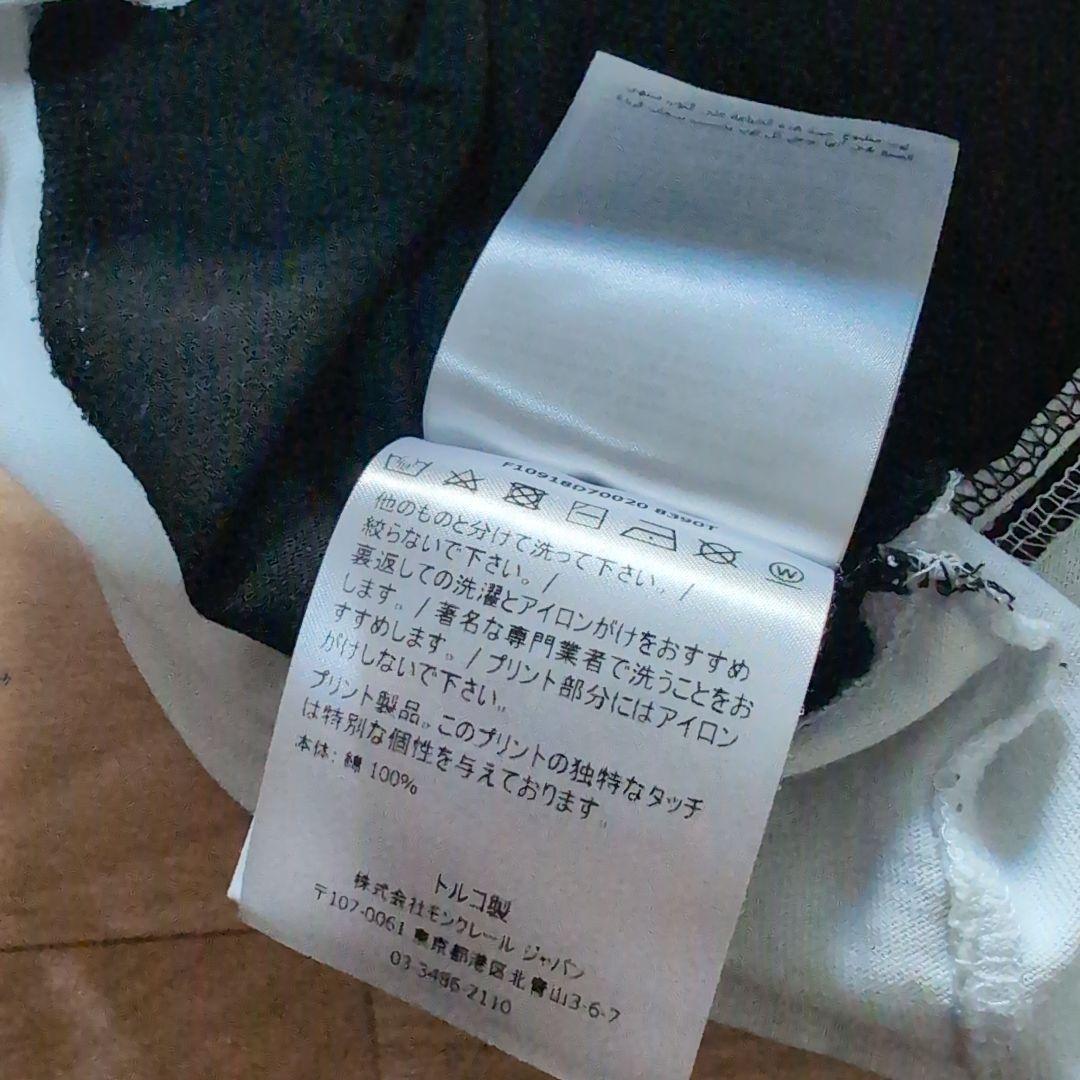 F10918D70020 8390T
W
他のものと分けて洗って下さい。/
絞らないで下さい。/
裏返しての洗濯とアイロンがけをおすすめ
します。/ 著名な専門業者で洗うことをお
すすめします。/ プリント部分にはアイロン
がけしないで下さい。
プリント製品。このプリントの独特なタッチ
は特別な個性を与えております。
本体: 綿 100%
トルコ製
株式会社モンクレール ジャパン
〒107-0061 東京都港区北青山3-6-7
03-3486-2110